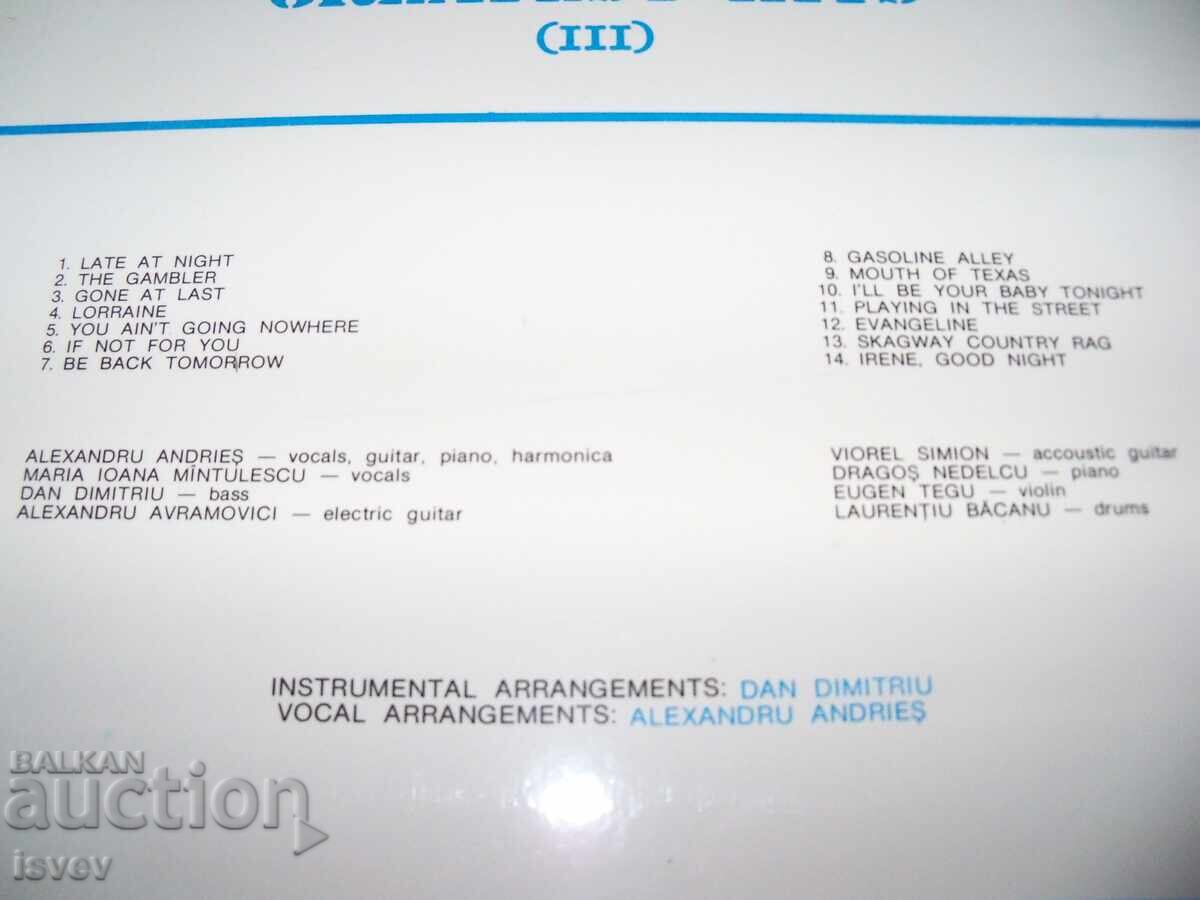 (III)
1. LATE AT NIGHT
2. THE GAMBLER
3. GONE AT LAST
4. LORRAINE
5. YOU AIN'T GOING NOWHERE
6. IF NOT FOR YOU
7. BE BACK TOMORROW
8. GASOLINE ALLEY
9. MOUTH OF TEXAS
10. I'LL BE YOUR BABY TONIGHT
11. PLAYING IN THE STREET
12. EVANGELINE
13. SKAGWAY COUNTRY RAG
14. IRENE, GOOD NIGHT
ALEXANDRU ANDRIEȘ — vocals, guitar, piano, harmonica
MARIA IOANA MÎNTULESCU — vocals
DAN DIMITRIU — bass
ALEXANDRU AVRAMOVICI — electric guitar
VIOREL SIMION — accoustic guitar
DRAGOȘ NEDELCU — piano
EUGEN TEGU — violin
LAURENȚIU BĂCANU — drums
INSTRUMENTAL ARRANGEMENTS: DAN DIMITRIU
VOCAL ARRANGEMENTS: ALEXANDRU ANDRIEȘ
BALKAN
auction
isvev